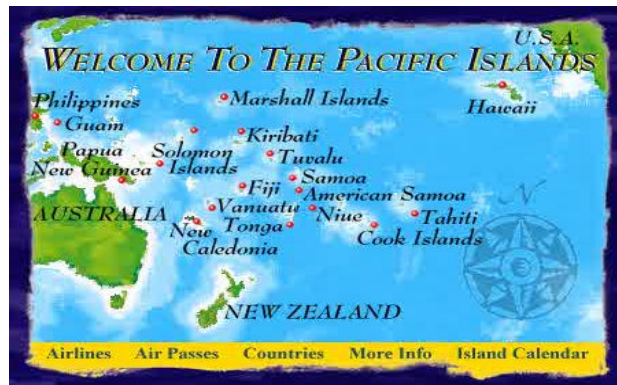 U.S.A.
WELCOME TO THE PACIFIC ISLANDS
Philippines
Marshall Islands
Hawaii
Guam
Kiribati
Papua
New Guinea
Solomon
Islands
Tuvalu
Samoa
Fiji
American Samoa
AUSTRALIA
Vanuatu
Niue
Tahiti
New
Caledonia
Tonga
Cook Islands
N
NEW ZEALAND
Airlines Air Passes Countries More Info Island Calendar